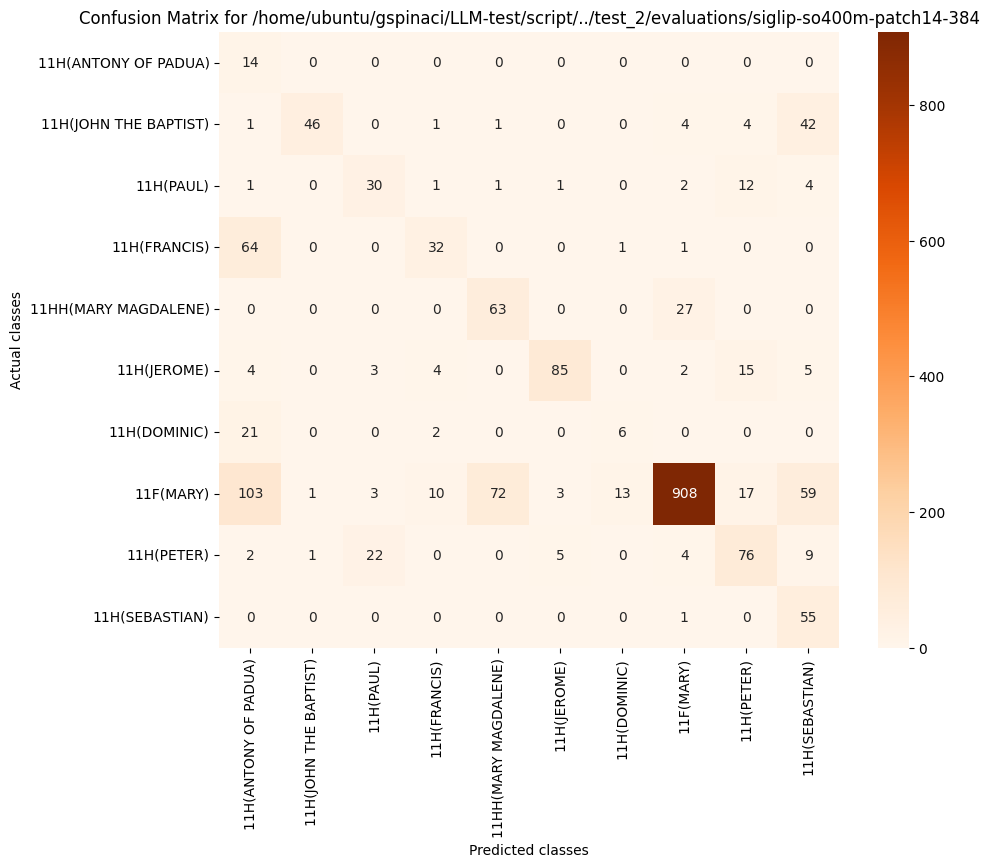 Confusion Matrix for /home/ubuntu/gspinaci/LLM-test/script/../test_2/evaluations/siglip-so400m-patch14-384
11H(ANTONY OF PADUA) 14 0 0 0 0 0 0 0 0 0
11H(JOHN THE BAPTIST) 1 46 0 1 1 0 0 4 4 42
11H(PAUL) 1 0 30 1 1 1 0 2 12 4
11H(FRANCIS) 64 0 0 32 0 0 1 1 0 0
11HH(MARY MAGDALENE) 0 0 0 0 63 0 0 27 0 0
11H(JEROME) 4 0 3 4 0 85 0 2 15 5
11H(DOMINIC) 21 0 0 2 0 0 6 0 0 0
11F(MARY) 103 1 3 10 72 3 13 908 17 59
11H(PETER) 2 1 22 0 0 5 0 4 76 9
11H(SEBASTIAN) 0 0 0 0 0 0 0 1 0 55
Actual classes
11H(ANTONY OF PADUA)
11H(JOHN THE BAPTIST)
11H(PAUL)
11H(FRANCIS)
11HH(MARY MAGDALENE)
11H(JEROME)
11H(DOMINIC)
11F(MARY)
11H(PETER)
11H(SEBASTIAN)
Predicted classes
800
600
400
200
0